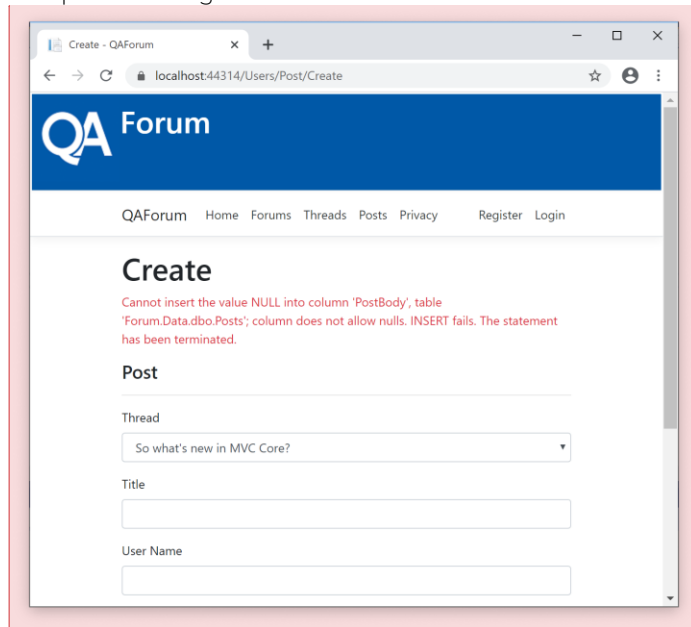 Create - QAForum
localhost:44314/Users/Post/Create
QA Forum
QAForum Home Forums Threads Posts Privacy Register Login
Create
Cannot insert the value NULL into column 'PostBody', table
'Forum.Data.dbo.Posts'; column does not allow nulls. INSERT fails. The statement
has been terminated.
Post
Thread
So what's new in MVC Core?
Title
User Name